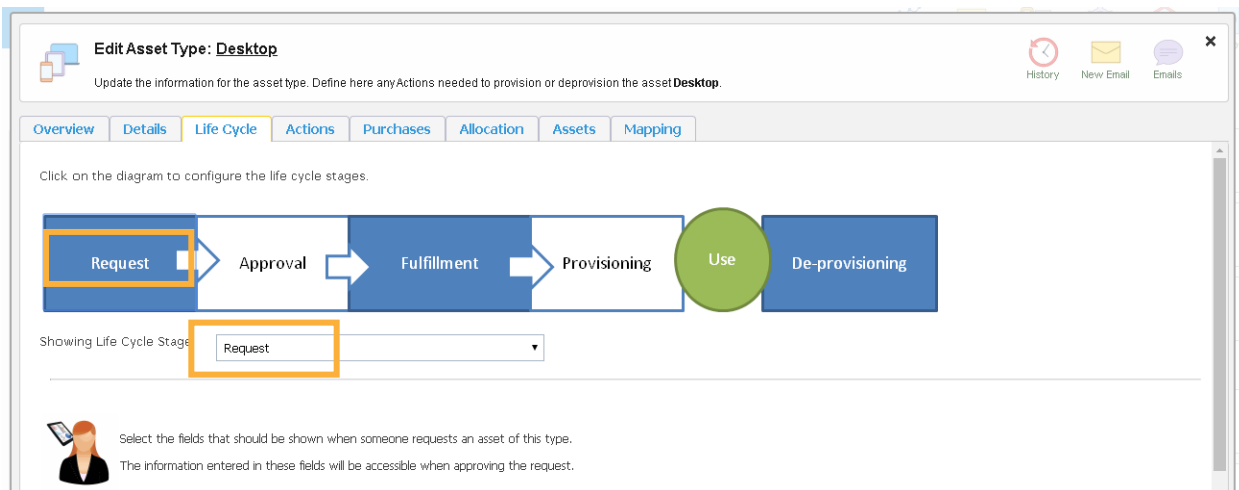 Edit Asset Type: Desktop
Update the information for the asset type. Define here any Actions needed to provision or deprovision the asset Desktop.
History New Email Emails
×
Overview Details Life Cycle Actions Purchases Allocation Assets Mapping
Click on the diagram to configure the life cycle stages.
Request Approval Fulfillment Provisioning Use De-provisioning
Showing Life Cycle Stage Request
Select the fields that should be shown when someone requests an asset of this type.
The information entered in these fields will be accessible when approving the request.